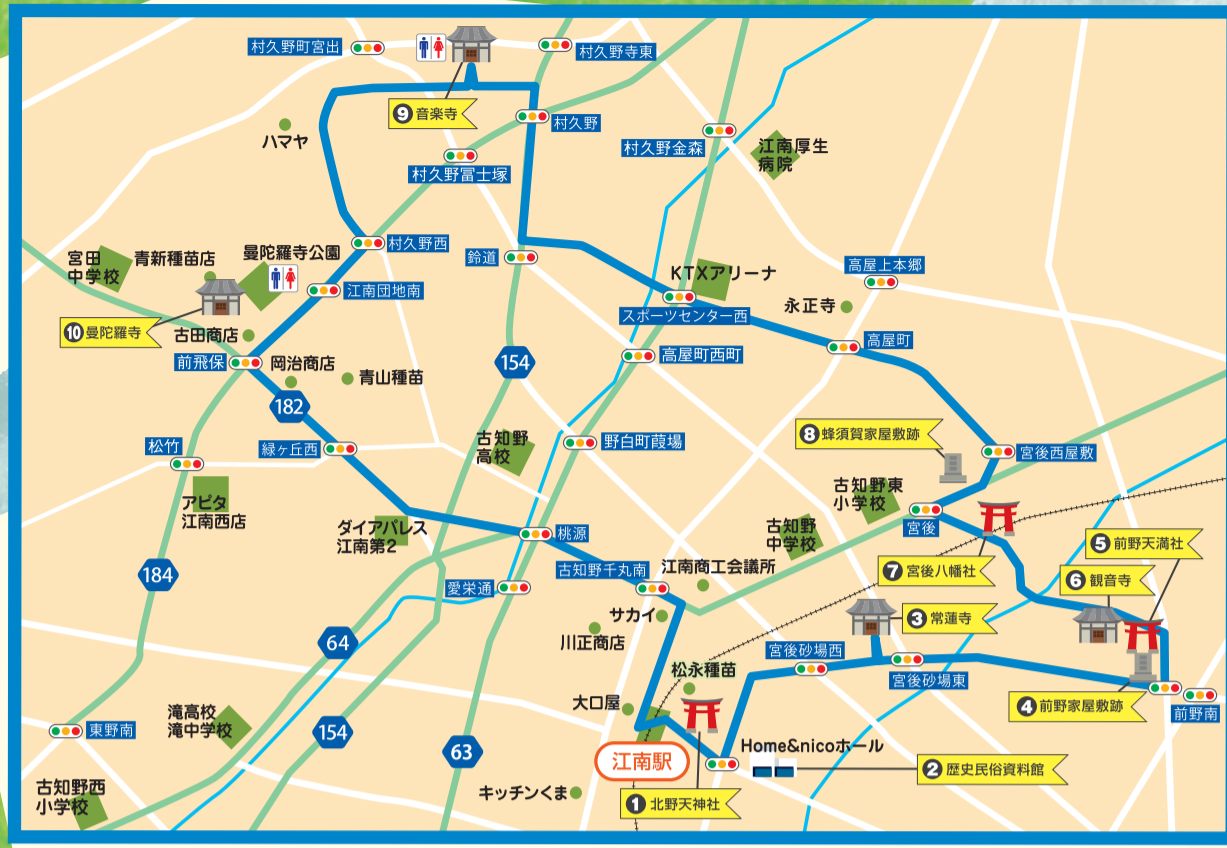 村久野町宮出
村久野寺東
❾音楽寺
村久野
ハマヤ
村久野金森
江南厚生
病院
村久野冨士塚
村久野西
鈴道
宮田
中学校
青新種苗店
曼陀羅寺公園
KTXアリーナ
高屋上本郷
江南団地南
スポーツセンター西
永正寺
❿曼陀羅寺
古田商店
高屋町
前飛保
岡治商店
青山種苗
154
高屋町西町
182
松竹
緑ヶ丘西
古知野
高校
野白町葭場
❽蜂須賀家屋敷跡
宮後西屋敷
アピタ
江南西店
ダイアパレス
江南第2
桃源
古知野
中学校
古知野東
小学校
宮後
❺前野天満社
184
愛栄通
古知野千丸南
江南商工会議所
❼宮後八幡社
❻観音寺
サカイ
川正商店
❸常蓮寺
64
松永種苗
宮後砂場西
宮後砂場東
大口屋
❹前野家屋敷跡
前野南
東野南
滝高校
滝中学校
154
63
江南駅
Home&nicoホール
❷歴史民俗資料館
古知野西
小学校
キッチンくま
❶北野天神社